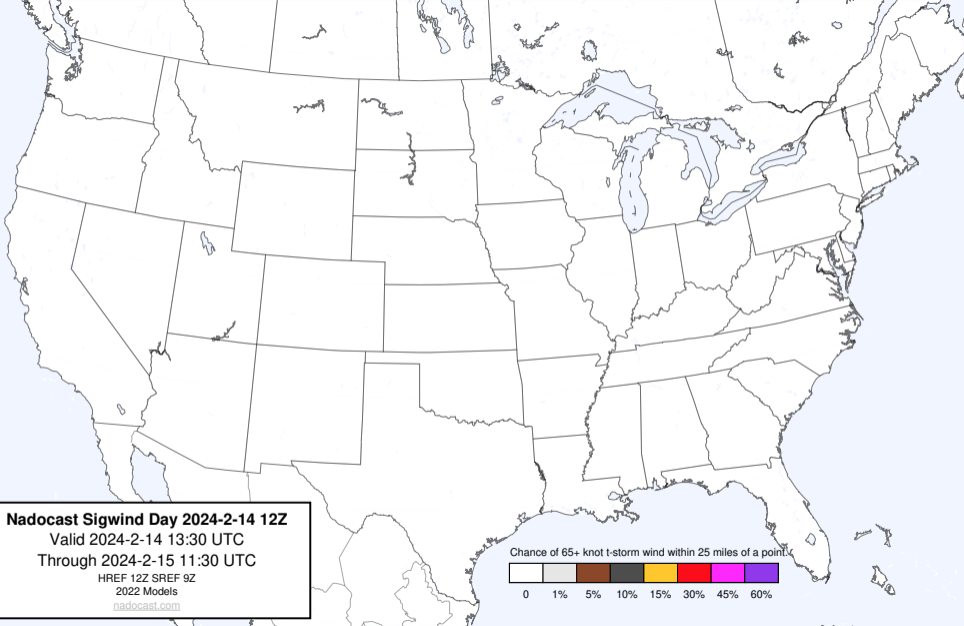 Nadocast Sigwind Day 2024-2-14 12Z
Valid 2024-2-14 13:30 UTC
Through 2024-2-15 11:30 UTC
HREF 12Z SREF 9Z
2022 Models
nadocast.com
Chance of 65+ knot t-storm wind within 25 miles of a point.
0 1% 5% 10% 15% 30% 45% 60%